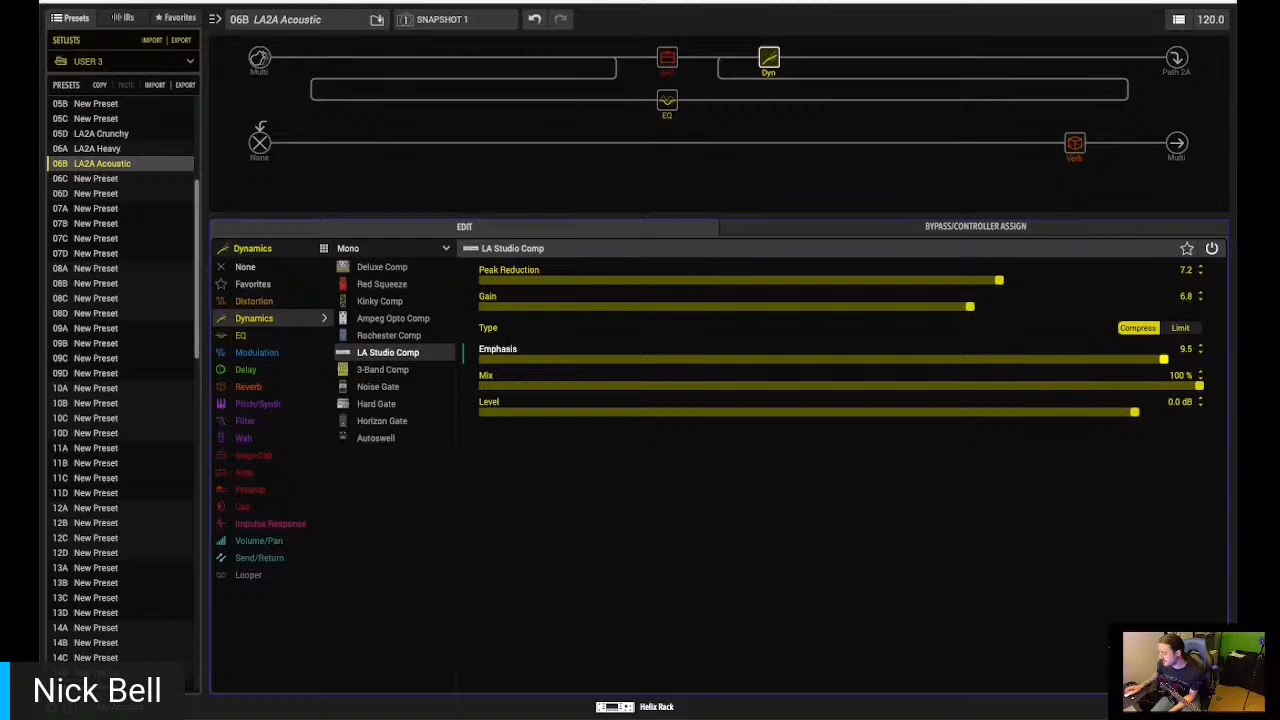 Presets
IRs
Favorites
06B LA2A Acoustic
SNAPSHOT 1
120.0
SETLISTS
IMPORT
EXPORT
USER 3
PRESETS
COPY
PASTE
IMPORT
EXPORT
05B New Preset
05C New Preset
05D LA2A Crunchy
06A LA2A Heavy
06B LA2A Acoustic
06C New Preset
06D New Preset
07A New Preset
07B New Preset
07C New Preset
07D New Preset
08A New Preset
08B New Preset
08C New Preset
08D New Preset
09A New Preset
09B New Preset
09C New Preset
09D New Preset
10A New Preset
10B New Preset
10C New Preset
10D New Preset
11A New Preset
11B New Preset
11C New Preset
11D New Preset
12A New Preset
12B New Preset
12C New Preset
12D New Preset
13A New Preset
13B New Preset
13C New Preset
13D New Preset
14A New Preset
14B New Preset
14C New Preset
Multi
Dyn
Path 2A
EQ
None
Verb
Multi
EDIT
BYPASS/CONTROLLER ASSIGN
Dynamics
Mono
LA Studio Comp
None
Favorites
Distortion
Dynamics
EQ
Modulation
Delay
Reverb
Pitch/Synth
Filter
Wah
Amp+Cab
Amp
Preamp
Cab
Impulse Response
Volume/Pan
Send/Return
Looper
Deluxe Comp
Red Squeeze
Kinky Comp
Ampeg Opto Comp
Rochester Comp
LA Studio Comp
3-Band Comp
Noise Gate
Hard Gate
Horizon Gate
Autoswell
Peak Reduction 7.2
Gain 6.8
Type Compress Limit
Emphasis 9.5
Mix 100 %
Level 0.0 dB
Nick Bell
Helix Rack